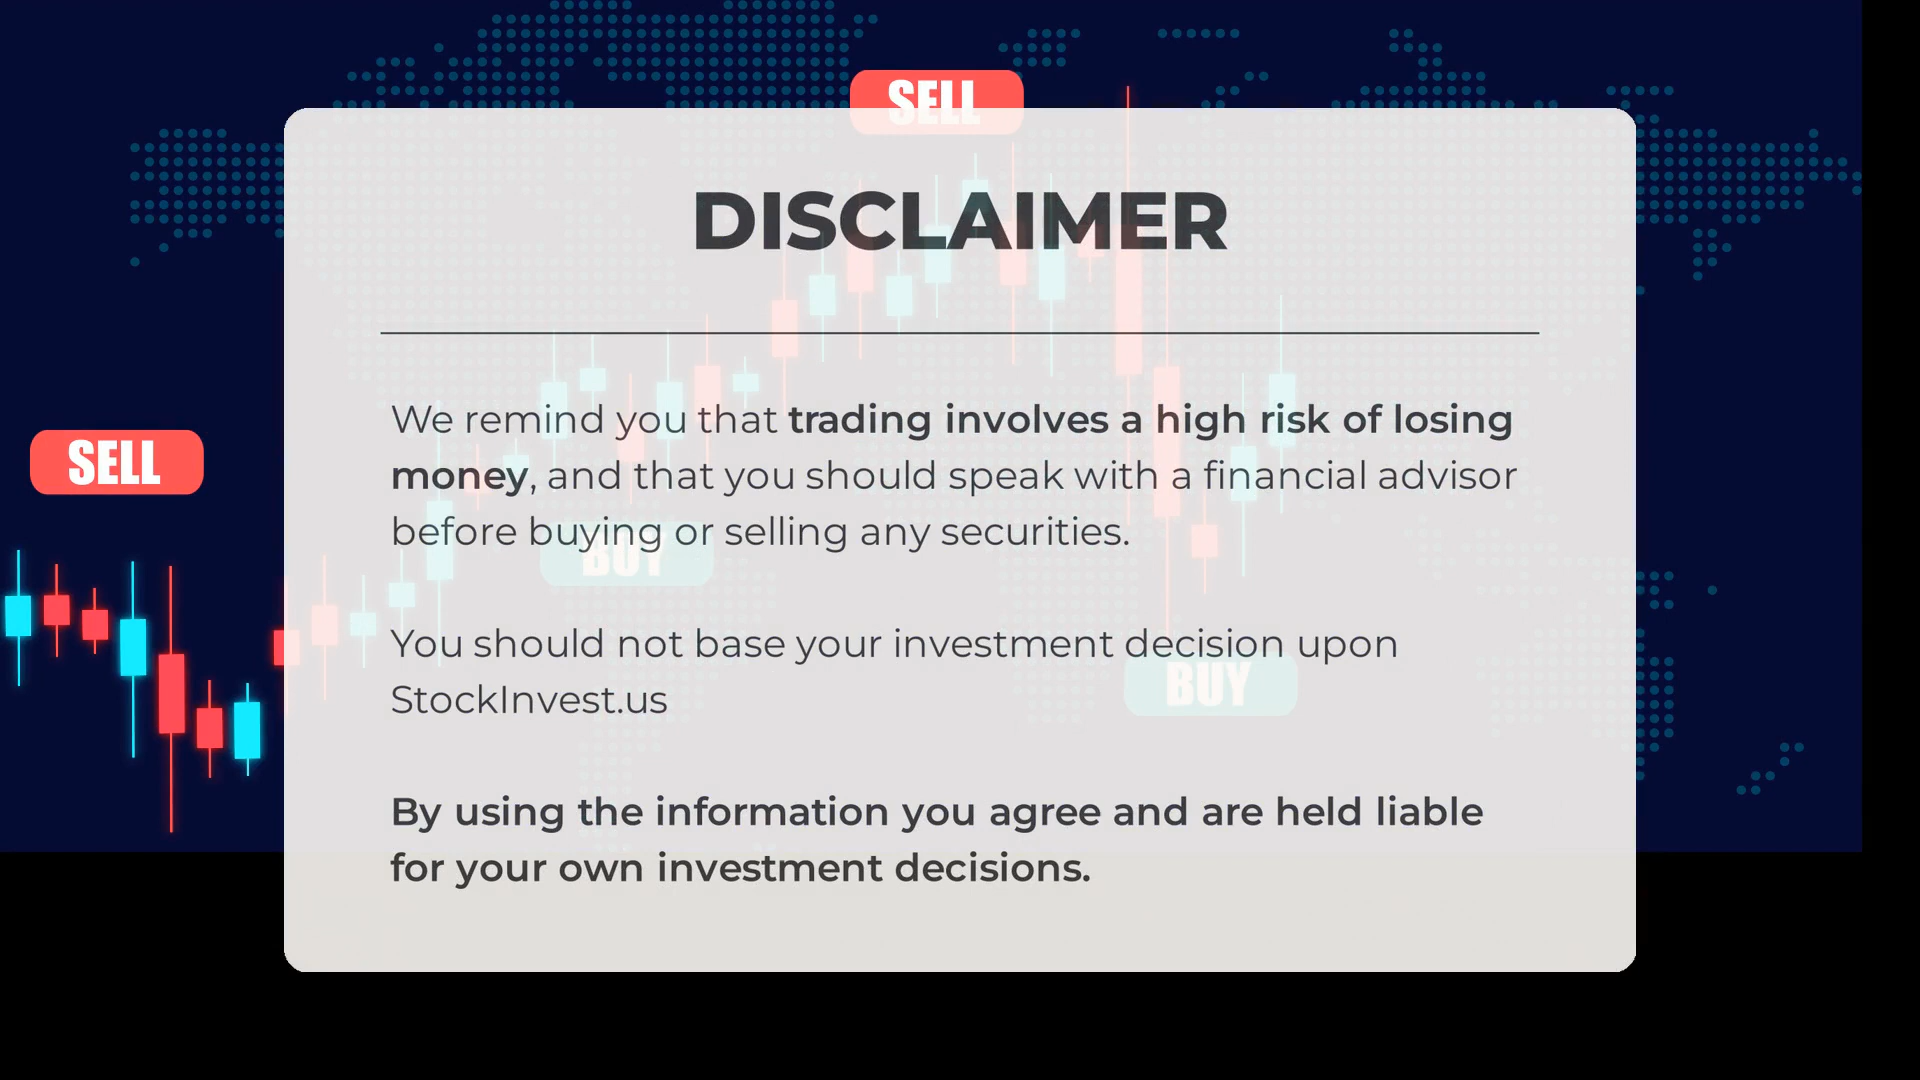 SELL
DISCLAIMER
We remind you that trading involves a high risk of losing
SELL
money, and that you should speak with a financial advisor
before buying or selling any securities.
BUY
You should not base your investment decision upon
BUY
StockInvest.us
By using the information you agree and are held liable
for your own investment decisions.